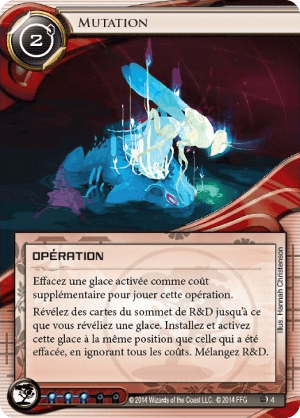 2
MUTATION
OPÉRATION
Effacez une glace activée comme coût
supplémentaire pour jouer cette opération.
Révélez des cartes du sommet de R&D jusqu'à ce
que vous révéliez une glace. Installez et activez
cette glace à la même position que celle qui a été
effacée, en ignorant tous les coûts. Mélangez R&D.
Illus. Hannah Christenson
© 2014 Wizards of the Coast LLC. © 2014 FFG
4